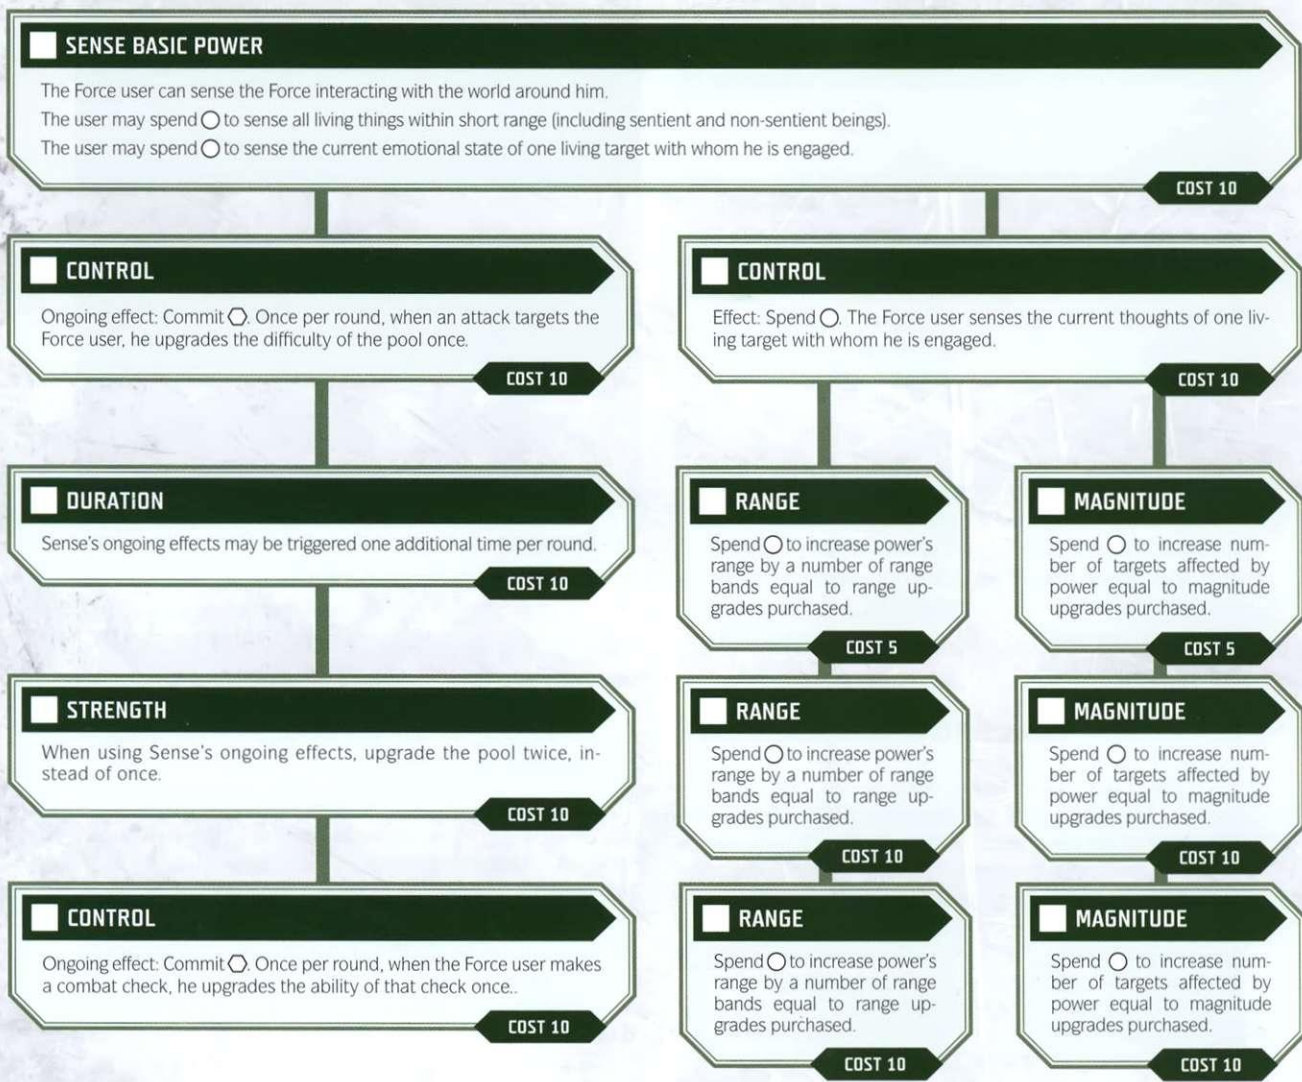 SENSE BASIC POWER
The Force user can sense the Force interacting with the world around him.
The user may spend ○ to sense all living things within short range (including sentient and non-sentient beings).
The user may spend ○ to sense the current emotional state of one living target with whom he is engaged.
COST 10
CONTROL
Ongoing effect: Commit ⬡. Once per round, when an attack targets the
Force user, he upgrades the difficulty of the pool once.
COST 10
CONTROL
Effect: Spend ○. The Force user senses the current thoughts of one liv-
ing target with whom he is engaged.
COST 10
DURATION
Sense's ongoing effects may be triggered one additional time per round.
COST 10
RANGE
Spend ○ to increase power's
range by a number of range
bands equal to range up-
grades purchased.
COST 5
MAGNITUDE
Spend ○ to increase num-
ber of targets affected by
power equal to magnitude
upgrades purchased.
COST 5
STRENGTH
When using Sense's ongoing effects, upgrade the pool twice, in-
stead of once.
COST 10
RANGE
Spend ○ to increase power's
range by a number of range
bands equal to range up-
grades purchased.
COST 10
MAGNITUDE
Spend ○ to increase num-
ber of targets affected by
power equal to magnitude
upgrades purchased.
COST 10
CONTROL
Ongoing effect: Commit ⬡. Once per round, when the Force user makes
a combat check, he upgrades the ability of that check once..
COST 10
RANGE
Spend ○ to increase power's
range by a number of range
bands equal to range up-
grades purchased.
COST 10
MAGNITUDE
Spend ○ to increase num-
ber of targets affected by
power equal to magnitude
upgrades purchased.
COST 10